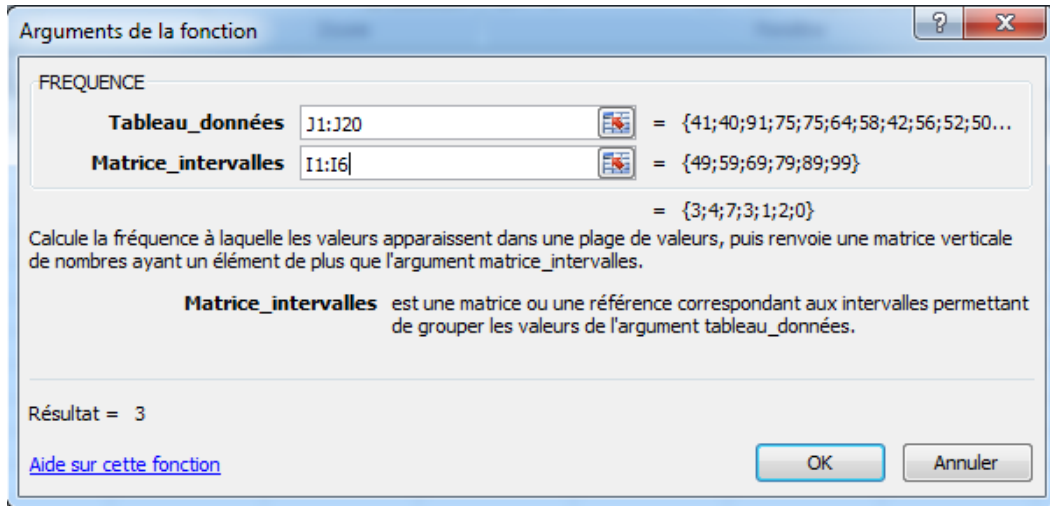 Arguments de la fonction
FREQUENCE
Tableau_données J1:J20 = {41;40;91;75;75;64;58;42;56;52;50...
Matrice_intervalles I1:I6 = {49;59;69;79;89;99}
= {3;4;7;3;1;2;0}
Calcule la fréquence à laquelle les valeurs apparaissent dans une plage de valeurs, puis renvoie une matrice verticale
de nombres ayant un élément de plus que l'argument matrice_intervalles.
Matrice_intervalles est une matrice ou une référence correspondant aux intervalles permettant
de grouper les valeurs de l'argument tableau_données.
Résultat = 3
Aide sur cette fonction OK Annuler